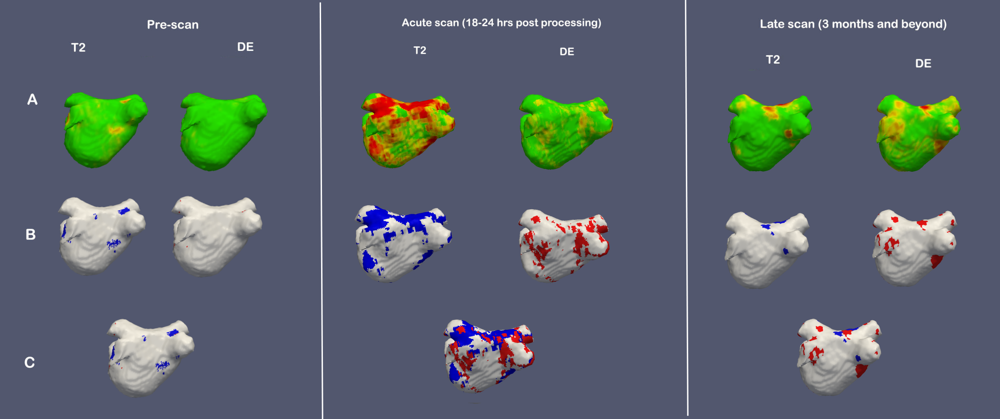 Pre-scan
Acute scan (18-24 hrs post processing)
Late scan (3 months and beyond)
T2
DE
T2
DE
T2
DE
A
B
C